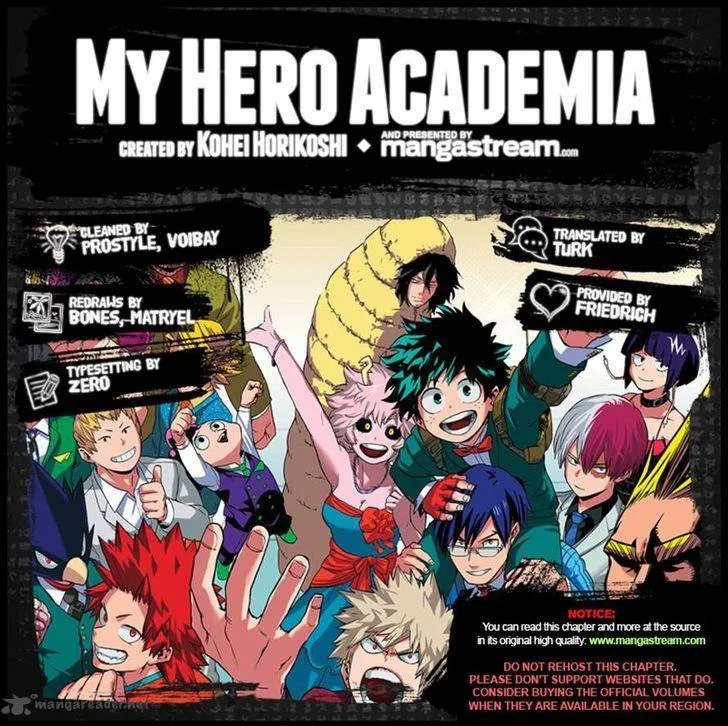 MY HERO ACADEMIA
CREATED BY KOHEI HORIKOSHI ◆ AND PRESENTED BY mangastream.com
CLEANED BY
PROSTYLE, VOIBAY
REDRAWS BY
BONES, MATRYEL
TYPESETTING BY
ZERO
TRANSLATED BY
TURK
PROVIDED BY
FRIEDRICH
NOTICE:
You can read this chapter and more at the source
in its original high quality: www.mangastream.com
DO NOT REHOST THIS CHAPTER.
PLEASE DON'T SUPPORT WEBSITES THAT DO.
CONSIDER BUYING THE OFFICIAL VOLUMES
WHEN THEY ARE AVAILABLE IN YOUR REGION.
mangareader.net